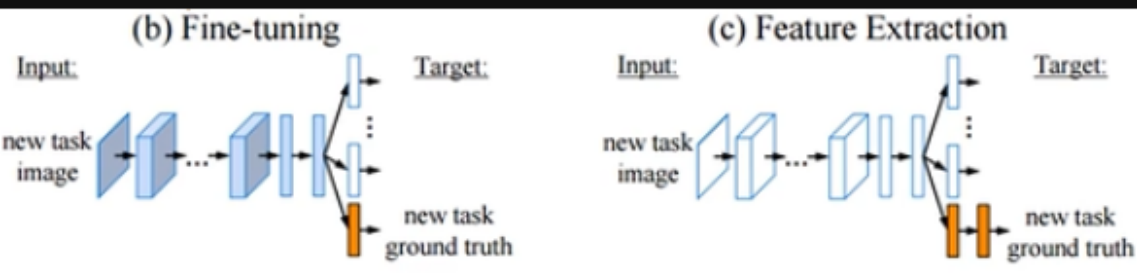 (b) Fine-tuning
Input:
Target:
new task
image
...
new task
ground truth
(c) Feature Extraction
Input:
Target:
new task
image
...
new task
ground truth